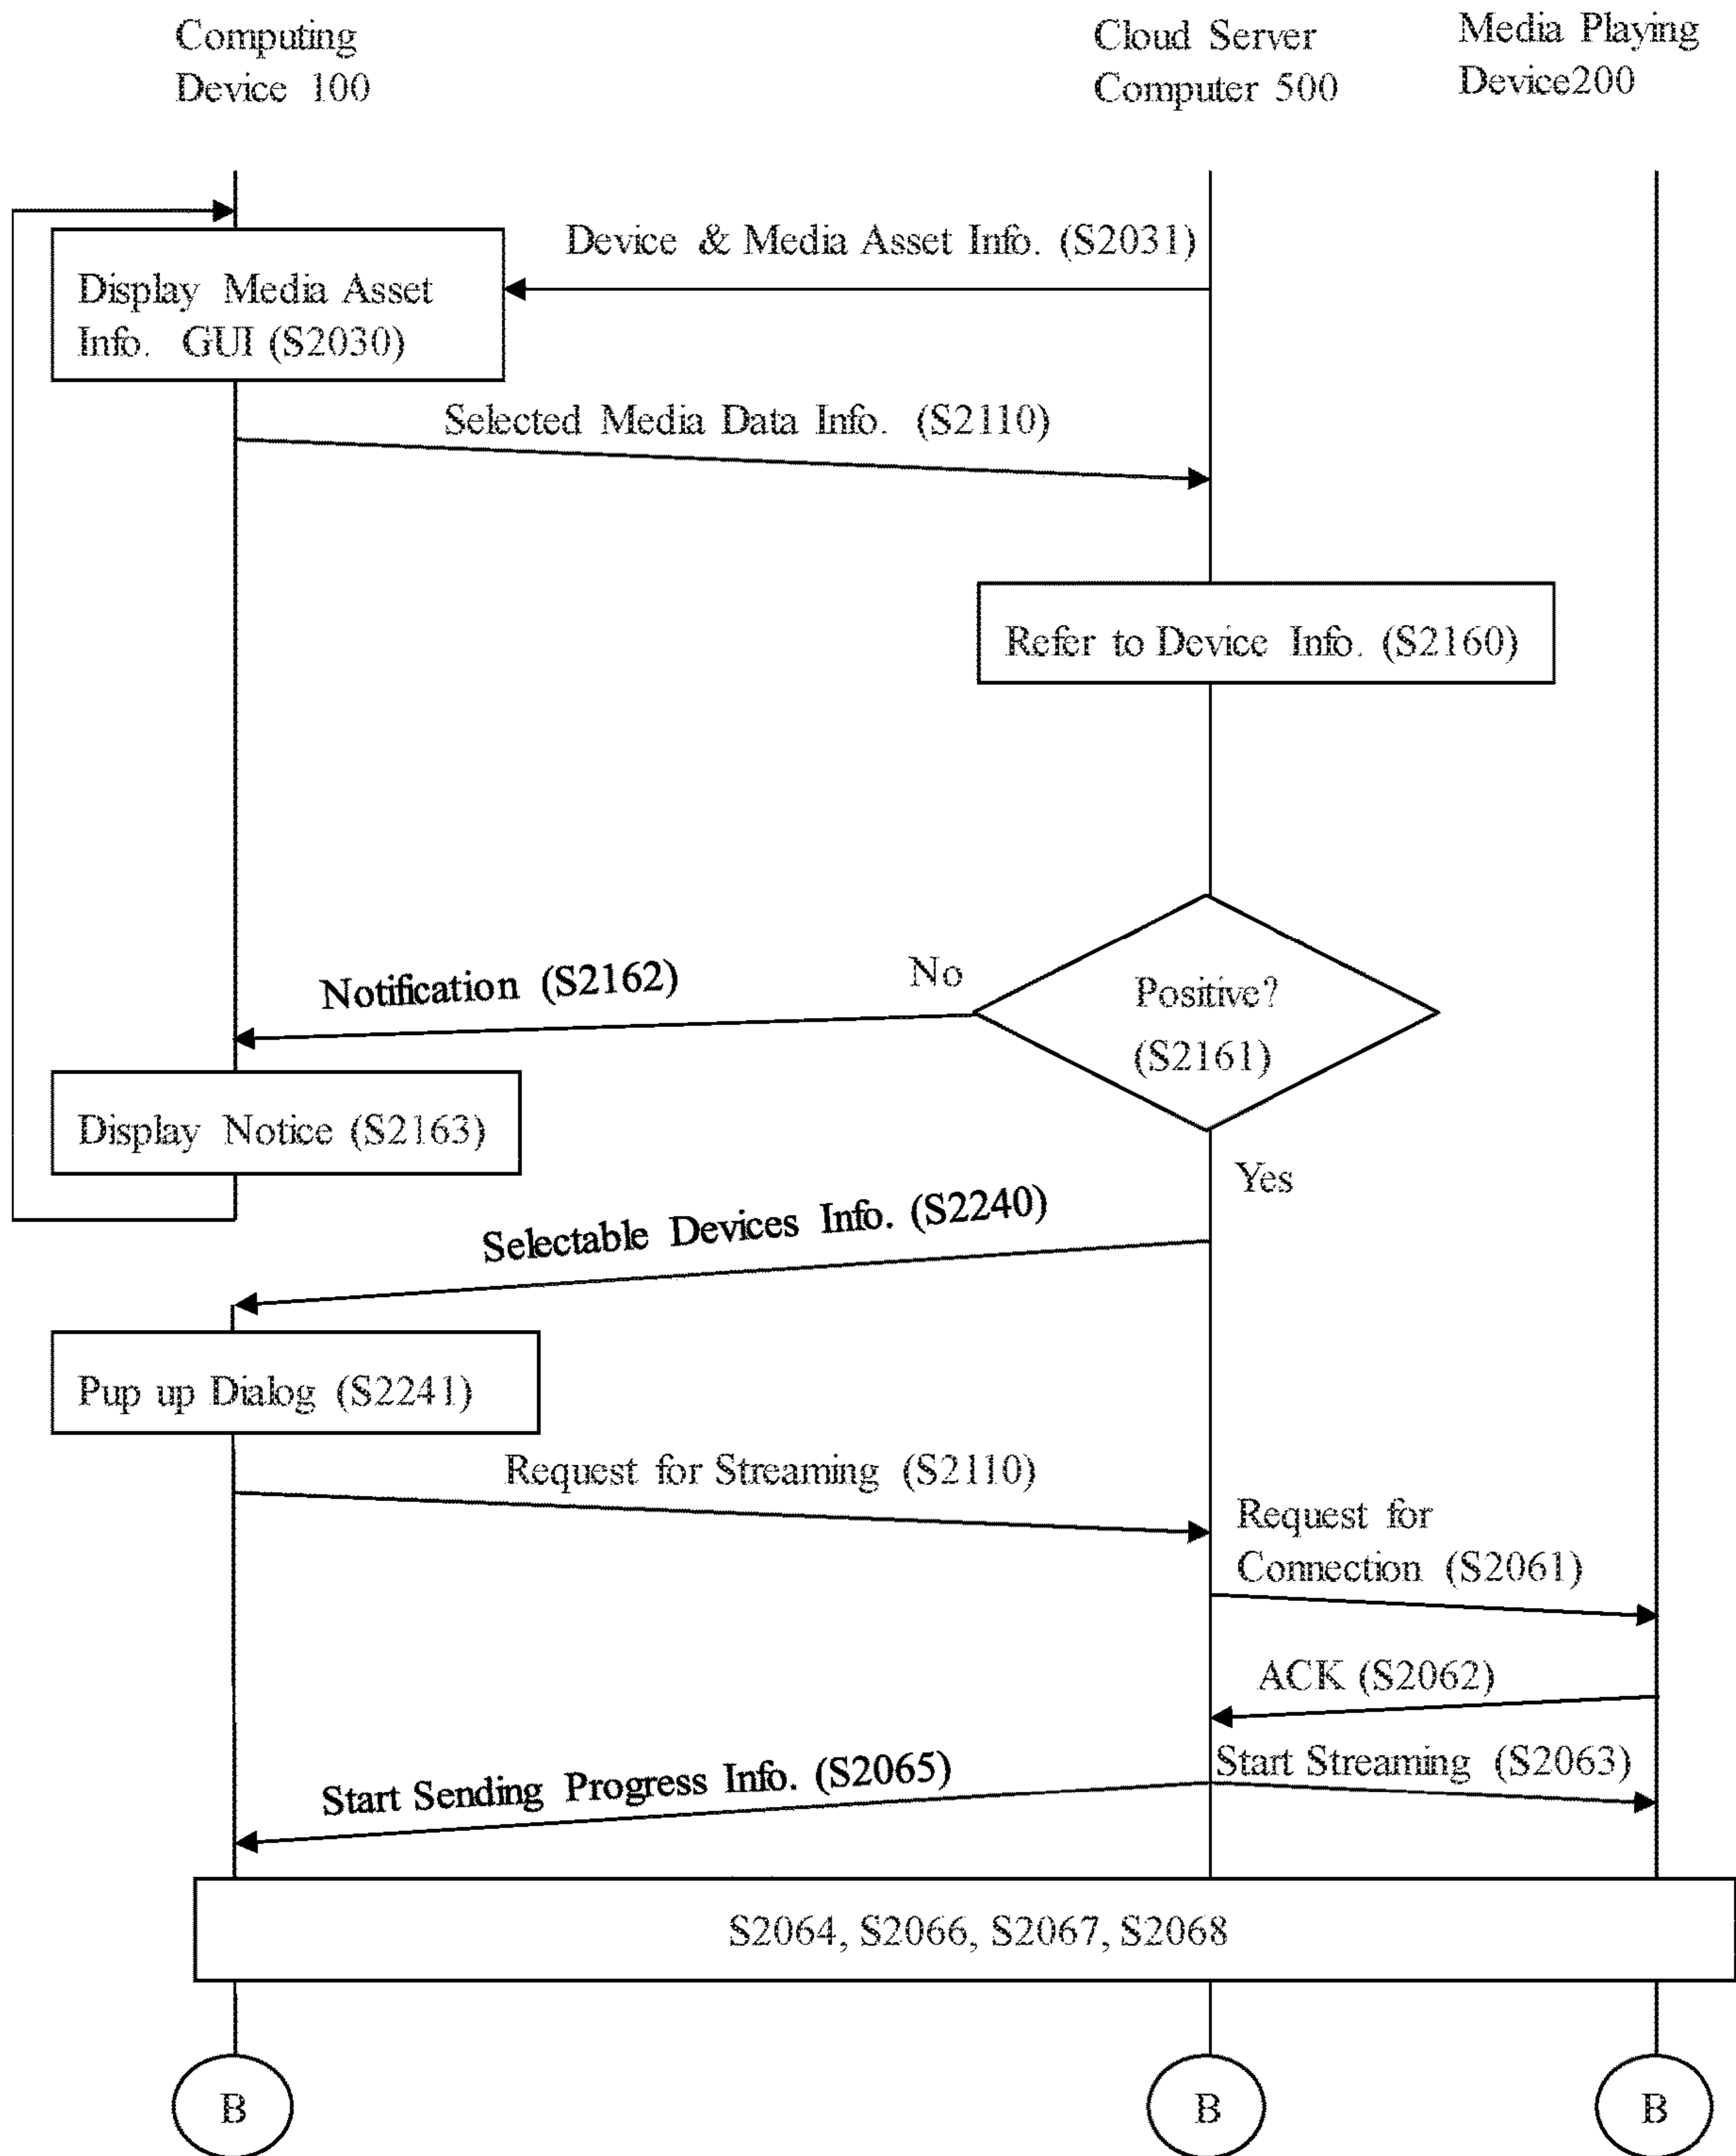 Computing
Device 100
Cloud Server
Computer 500
Media Playing
Device200
Device & Media Asset Info. (S2031)
Display Media Asset
Info. GUI (S2030)
Selected Media Data Info. (S2110)
Refer to Device Info. (S2160)
Notification (S2162)
No
Positive?
(S2161)
Display Notice (S2163)
Yes
Selectable Devices Info. (S2240)
Pup up Dialog (S2241)
Request for Streaming (S2110)
Request for
Connection (S2061)
ACK (S2062)
Start Sending Progress Info. (S2065)
Start Streaming (S2063)
S2064, S2066, S2067, S2068
B
B
B